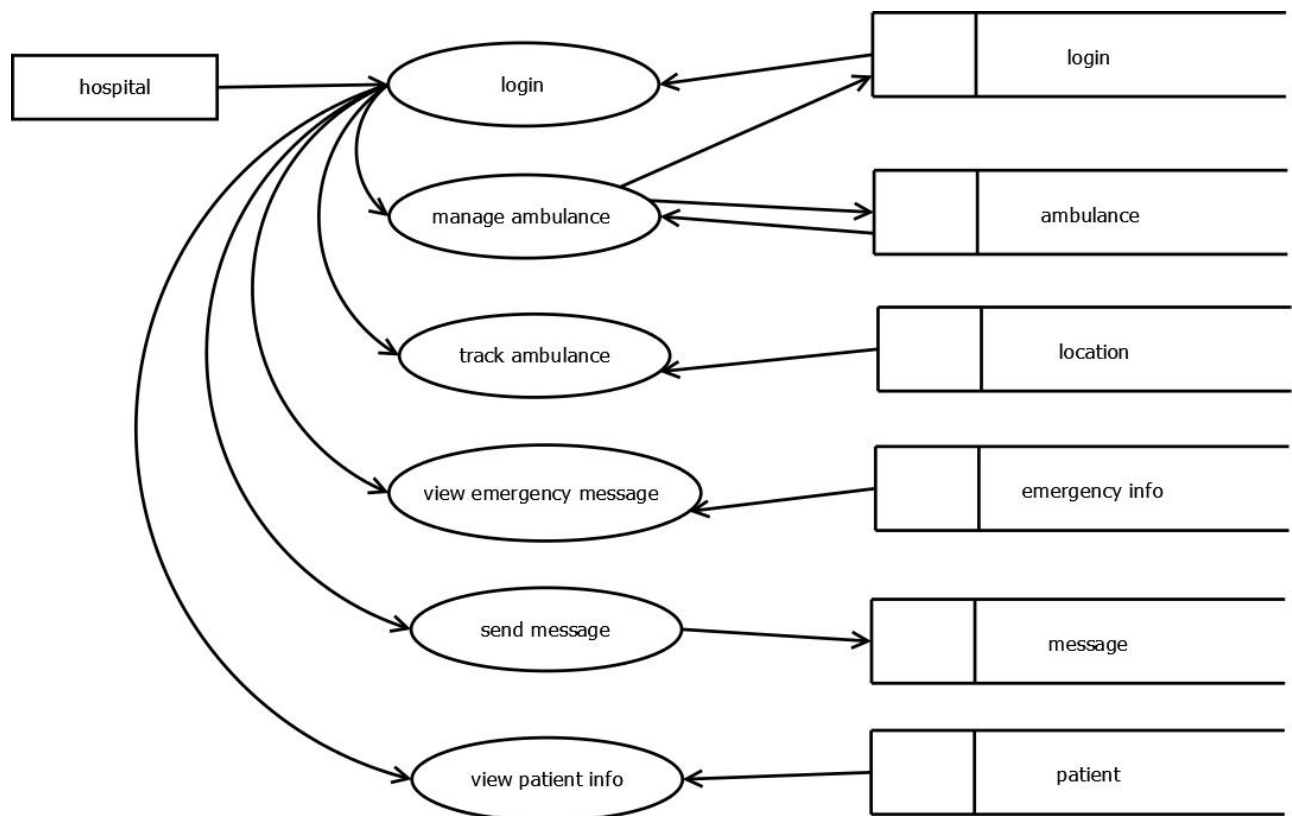 hospital
login
login
manage ambulance
ambulance
track ambulance
location
view emergency message
emergency info
send message
message
view patient info
patient